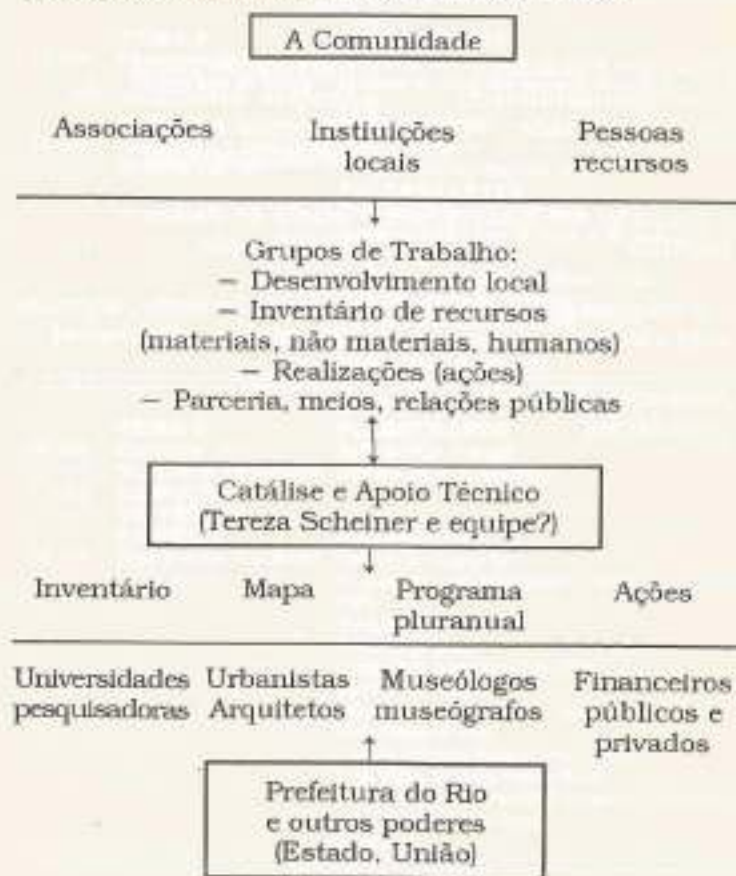 A Comunidade
Associações Instiuições Pessoas
locais recursos
Grupos de Trabalho:
— Desenvolvimento local
— Inventário de recursos
(materiais, não materiais, humanos)
— Realizações (ações)
— Parceria, meios, relações públicas
Catálise e Apoio Técnico
(Tereza Scheiner e equipe?)
Inventário Mapa Programa Ações
pluranual
Universidades Urbanistas Museólogos Financeiros
pesquisadoras Arquitetos museógrafos públicos e
privados
Prefeitura do Rio
e outros poderes
(Estado, União)